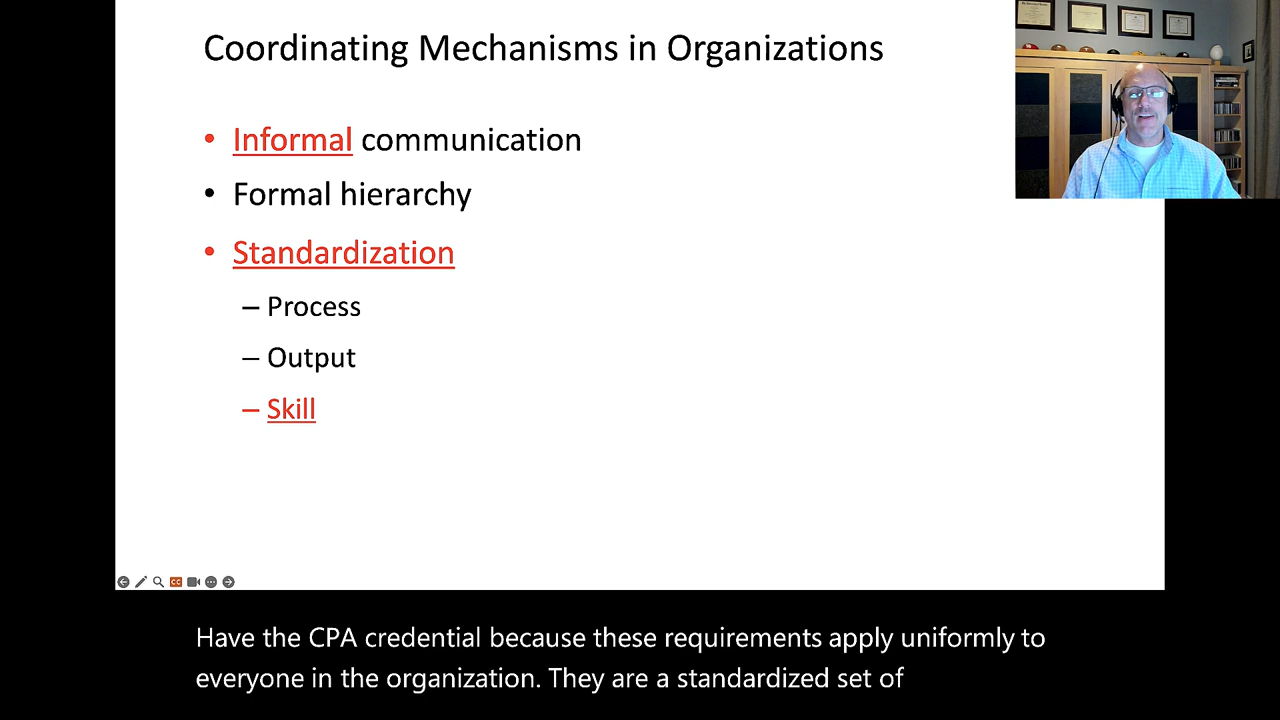 Coordinating Mechanisms in Organizations
• Informal communication
• Formal hierarchy
• Standardization
– Process
– Output
– Skill
CC
Have the CPA credential because these requirements apply uniformly to
everyone in the organization. They are a standardized set of